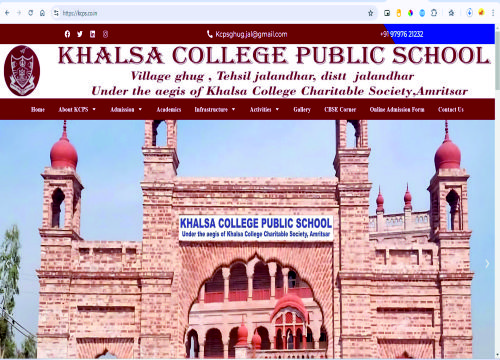 https://kcps.co.in
Kcpsghug.jal@gmail.com
+91 97976 21232
KHALSA COLLEGE PUBLIC SCHOOL
Village ghug , Tehsil jalandhar, distt jalandhar
Under the aegis of Khalsa College Charitable Society,Amritsar
Home About KCPS Admission Academics Infrastructure Activities Gallery CBSE Corner Online Admission Form Contact Us
KHALSA COLLEGE PUBLIC SCHOOL
Under the aegis of Khalsa College Charitable Society, Amritsar